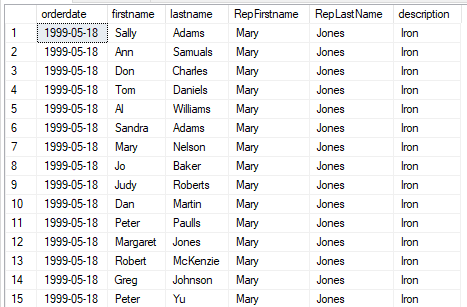 orderdate firstname lastname RepFirstname RepLastName description
1 1999-05-18 Sally Adams Mary Jones Iron
2 1999-05-18 Ann Samuals Mary Jones Iron
3 1999-05-18 Don Charles Mary Jones Iron
4 1999-05-18 Tom Daniels Mary Jones Iron
5 1999-05-18 Al Williams Mary Jones Iron
6 1999-05-18 Sandra Adams Mary Jones Iron
7 1999-05-18 Mary Nelson Mary Jones Iron
8 1999-05-18 Jo Baker Mary Jones Iron
9 1999-05-18 Judy Roberts Mary Jones Iron
10 1999-05-18 Dan Martin Mary Jones Iron
11 1999-05-18 Peter Paulls Mary Jones Iron
12 1999-05-18 Margaret Jones Mary Jones Iron
13 1999-05-18 Robert McKenzie Mary Jones Iron
14 1999-05-18 Greg Johnson Mary Jones Iron
15 1999-05-18 Peter Yu Mary Jones Iron